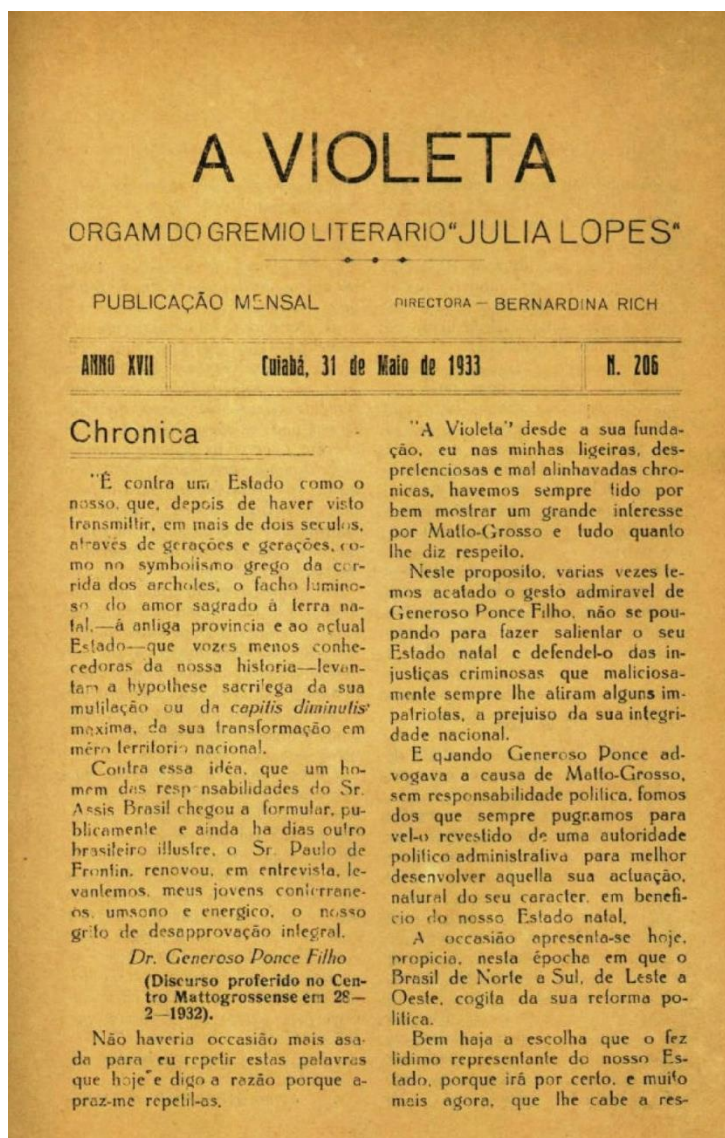 A VIOLETA
ORGAM DO GREMIO LITERARIO "JULIA LOPES"
PUBLICAÇÃO MENSAL
DIRECTORA — BERNARDINA RICH
ANNO XVII
Cuiabá, 31 de Maio de 1933
N. 206
Chronica
"É contra um Estado como o
nosso, que, depois de haver visto
transmittir, em mais de dois seculos,
através de gerações e gerações, co-
mo no symbolismo grego da cor-
rida dos archotes, o facho lumino-
so do amor sagrado á terra na-
tal,—á antiga provincia e ao actual
Estado—que vozes menos conhe-
cedoras da nossa historia—levan-
tam a hypothese sacrilega da sua
mutilação ou da capitis diminutis
maxima, da sua transformação em
méro territorio nacional.
Contra essa idéa, que um ho-
mem das responsabilidades do Sr.
Assis Brasil chegou a formular, pu-
blicamente e ainda ha dias outro
brasileiro illustre, o Sr. Paulo de
Frontin, renovou, em entrevista, le-
vantemos, meus jovens conterrane-
os, umsono e energico, o nosso
grito de desapprovação integral.
Dr. Generoso Ponce Filho
(Discurso proferido no Cen-
tro Mattogrossense em 28—
2—1932).
Não haveria occasião mais asa-
da para eu repetir estas palavras
que hoje e digo a razão porque a-
praz-me repetil-as.
"A Violeta" desde a sua funda-
ção, eu nas minhas ligeiras, des-
pretenciosas e mal alinhavadas chro-
nicas, havemos sempre tido por
bem mostrar um grande interesse
por Matto-Grosso e tudo quanto
lhe diz respeito.
Neste proposito, varias vezes te-
mos acatado o gesto admiravel de
Generoso Ponce Filho, não se pou-
pando para fazer salientar o seu
Estado natal e defendel-o das in-
justiças criminosas que maliciosa-
mente sempre lhe atiram alguns im-
patriotas, a prejuiso da sua integri-
dade nacional.
E quando Generoso Ponce ad-
vogava a causa de Matto-Grosso,
sem responsabilidade politica, fomos
dos que sempre pugnamos para
vel-o revestido de uma autoridade
politico administrativa para melhor
desenvolver aquella sua actuação,
natural do seu caracter, em benefi-
cio do nosso Estado natal.
A occasião apresenta-se hoje,
propicia, nesta épocha em que o
Brasil de Norte a Sul, de Leste a
Oeste, cogita da sua reforma po-
litica.
Bem haja a escolha que o fez
lidimo representante do nosso Es-
tado, porque irá por certo, e muito
mais agora, que lhe cabe a res-